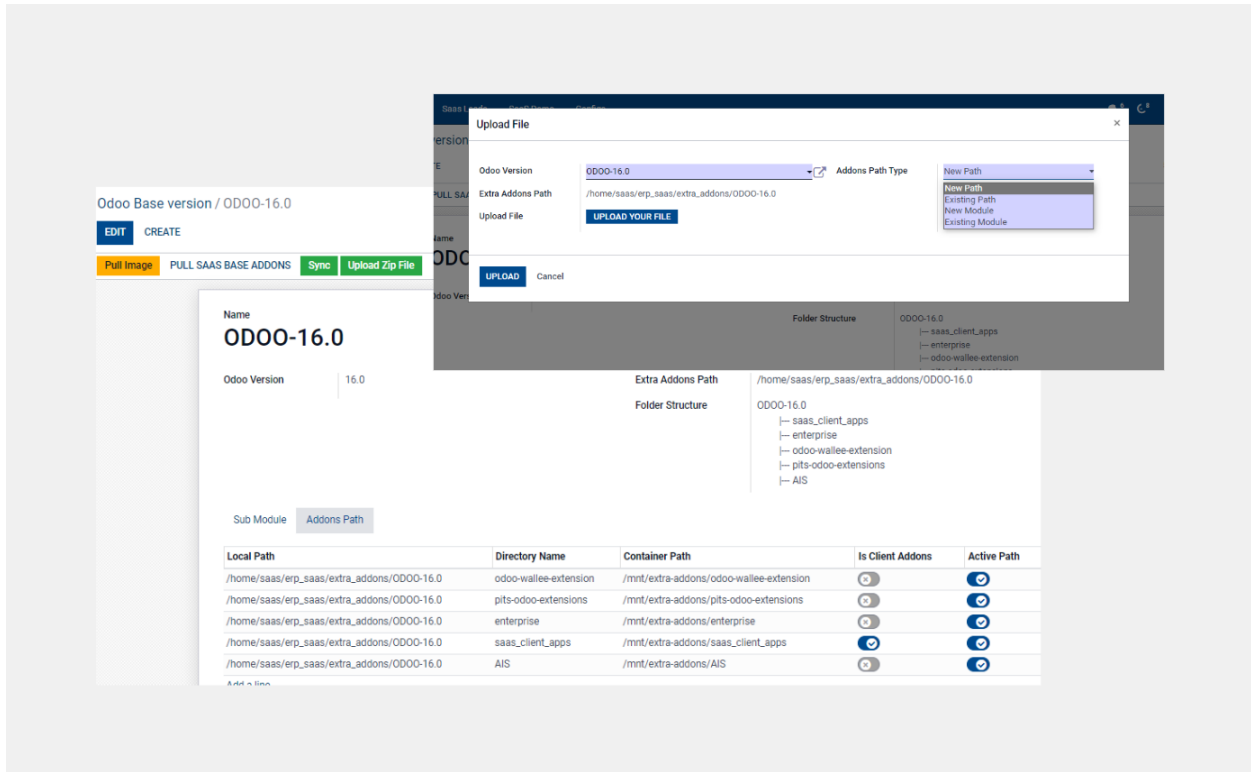 Upload File ×
Odoo Version ODOO-16.0 Addons Path Type New Path
Extra Addons Path /home/saas/erp_saas/extra_addons/ODOO-16.0
New Path
Existing Path
New Module
Existing Module
Upload File UPLOAD YOUR FILE
UPLOAD Cancel
Folder Structure ODOO-16.0
|--- saas_client_apps
|--- enterprise
|--- odoo-wallee-extension
Odoo Base version / ODOO-16.0
EDIT CREATE
Pull Image PULL SAAS BASE ADDONS Sync Upload Zip File
Name
ODOO-16.0
Odoo Version 16.0
Extra Addons Path /home/saas/erp_saas/extra_addons/ODOO-16.0
Folder Structure ODOO-16.0
|--- saas_client_apps
|--- enterprise
|--- odoo-wallee-extension
|--- pits-odoo-extensions
|--- AIS
Sub Module Addons Path
Local Path Directory Name Container Path Is Client Addons Active Path
/home/saas/erp_saas/extra_addons/ODOO-16.0 odoo-wallee-extension /mnt/extra-addons/odoo-wallee-extension
/home/saas/erp_saas/extra_addons/ODOO-16.0 pits-odoo-extensions /mnt/extra-addons/pits-odoo-extensions
/home/saas/erp_saas/extra_addons/ODOO-16.0 enterprise /mnt/extra-addons/enterprise
/home/saas/erp_saas/extra_addons/ODOO-16.0 saas_client_apps /mnt/extra-addons/saas_client_apps
/home/saas/erp_saas/extra_addons/ODOO-16.0 AIS /mnt/extra-addons/AIS
Add a line